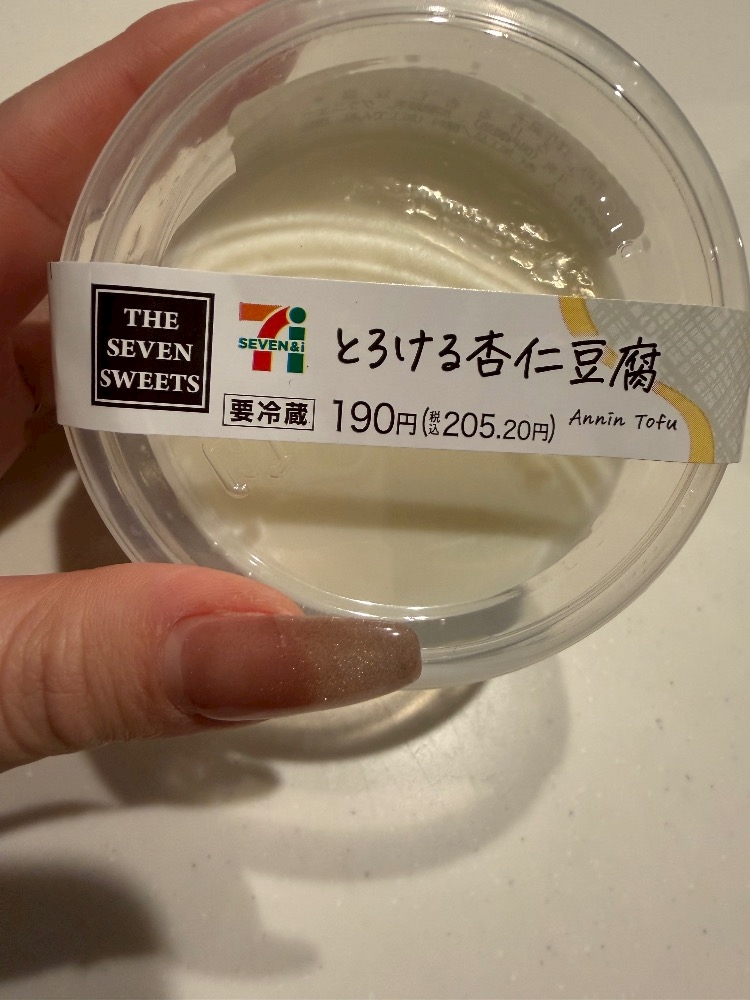 THE
SEVEN
SWEETS
SEVEN&i
とろける杏仁豆腐
要冷蔵 190円(税込205.20円) Annin Tofu